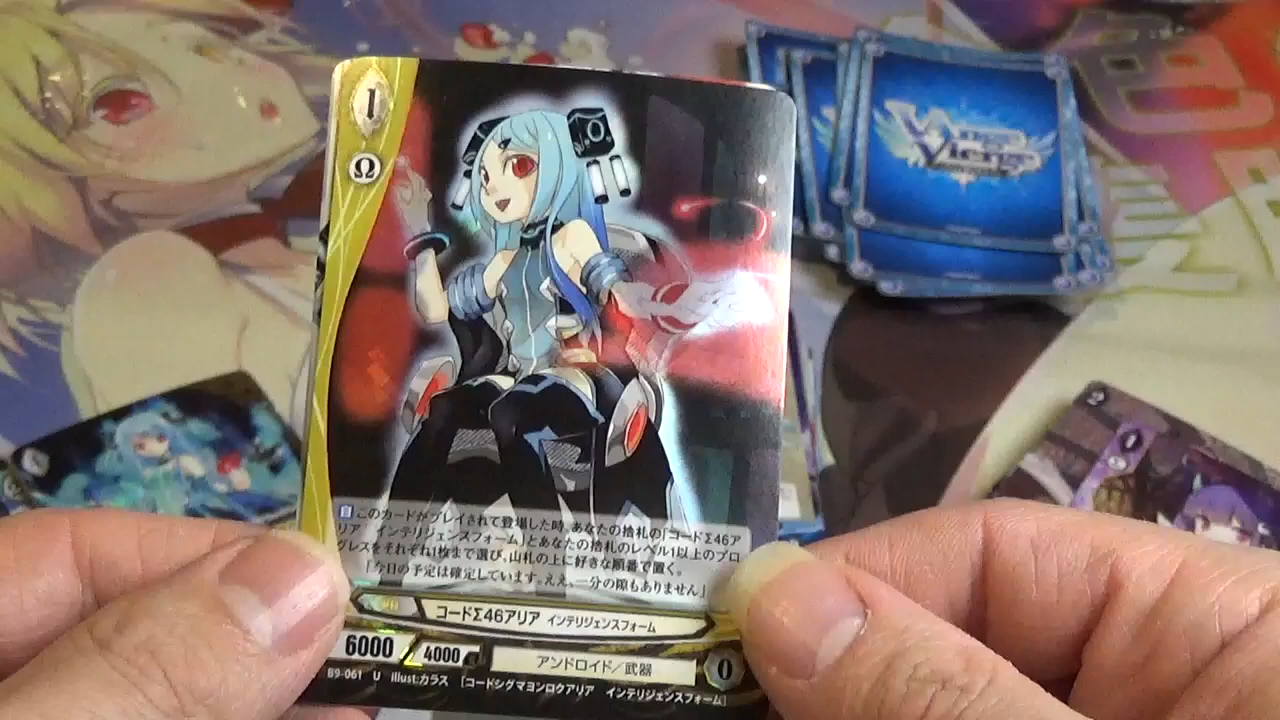 1
Ω
自 このカードがプレイされて登場した時、あなたの捨札の「コードΣ46ア
リア インテリジェンスフォーム」とあなたの捨札のレベル1以上のプロ
グレスをそれぞれ1枚まで選び、山札の上に好きな順番で置く。
「今日の予定は確定しています。ええ、一分の隙もありません」
コードΣ46アリア インテリジェンスフォーム
6000 / 4000
アンドロイド/武器
0
B9-061 U Illust:カラス [コードシグマヨンロクアリア インテリジェンスフォーム]
Ange
Vierge